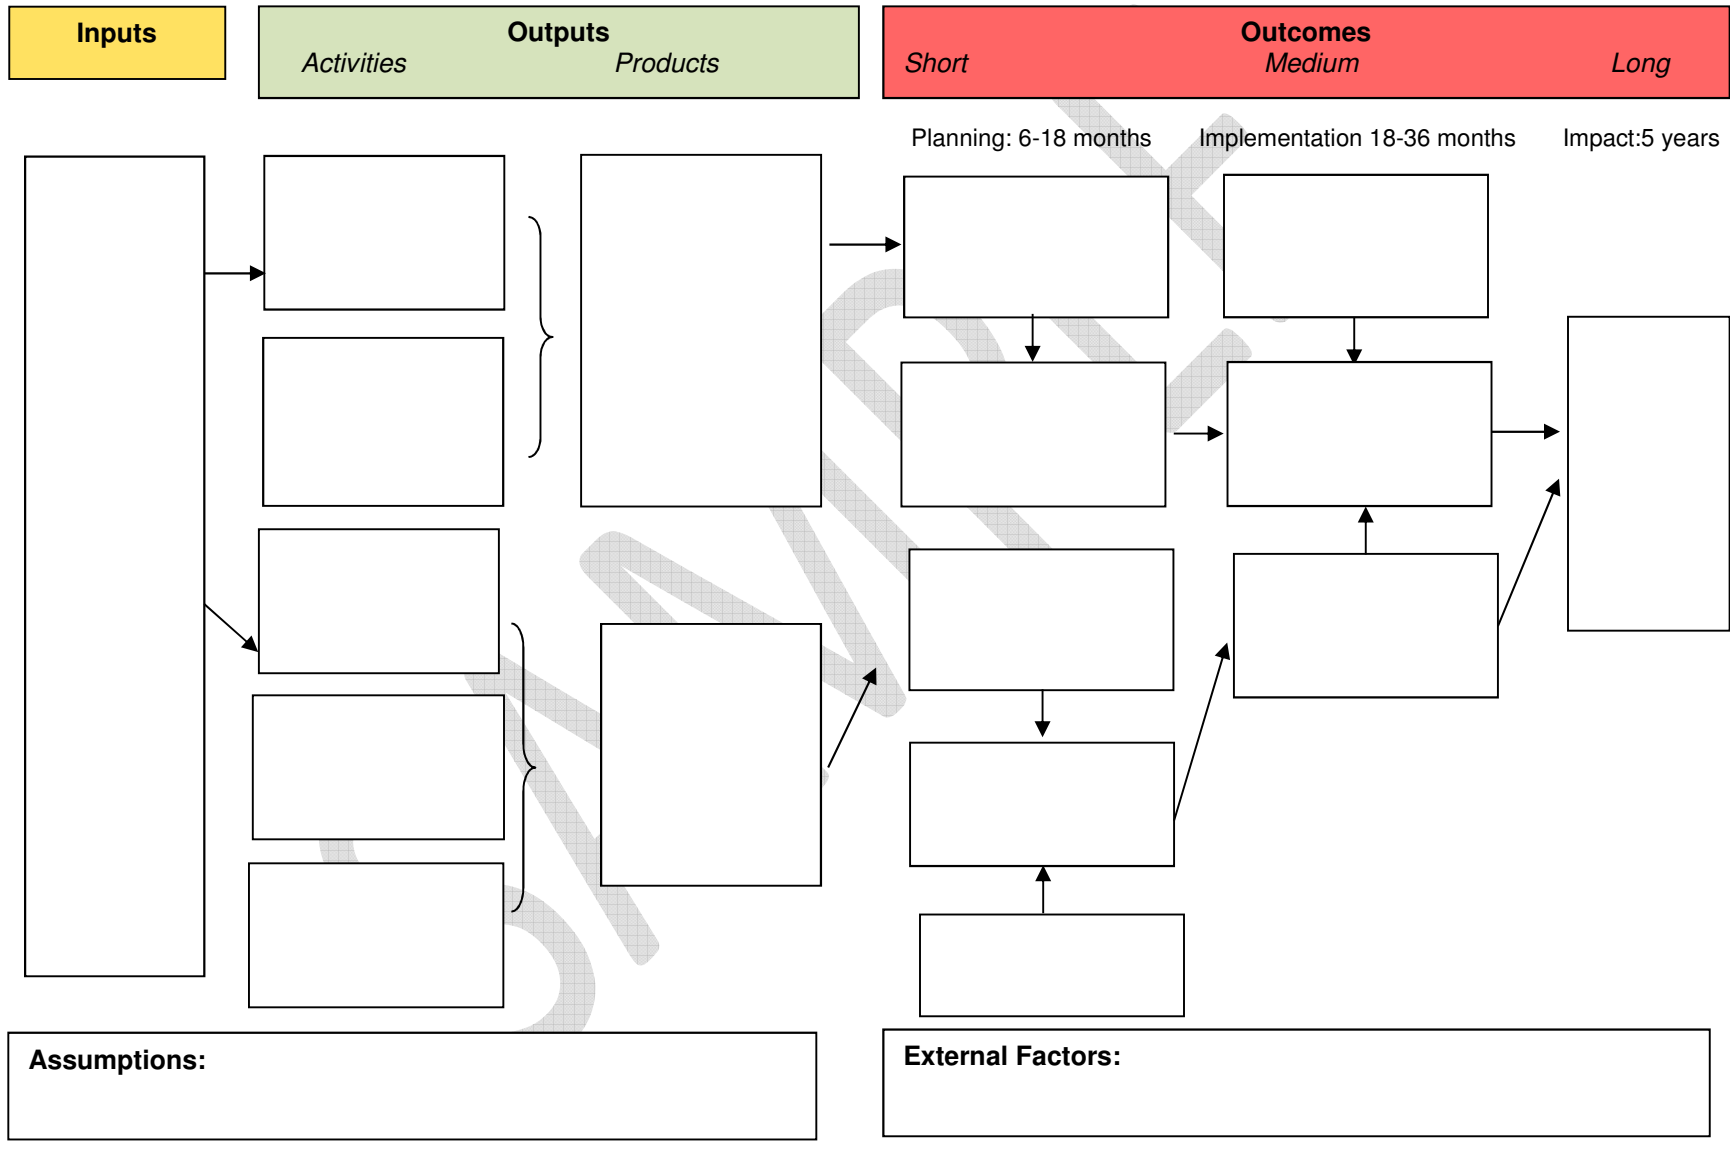 Inputs
Outputs
Activities Products
Outcomes
Short Medium Long
Planning: 6-18 months Implementation 18-36 months Impact:5 years
Assumptions:
External Factors:
SAMPLE